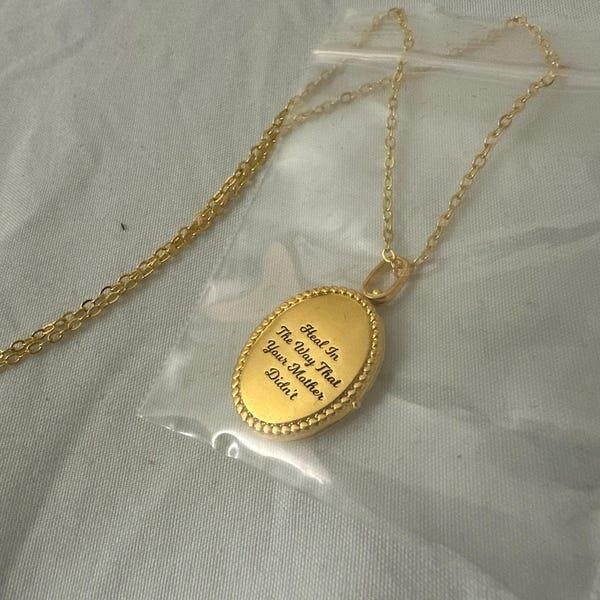 Heal In
The Way That
Your Mother
Didn't